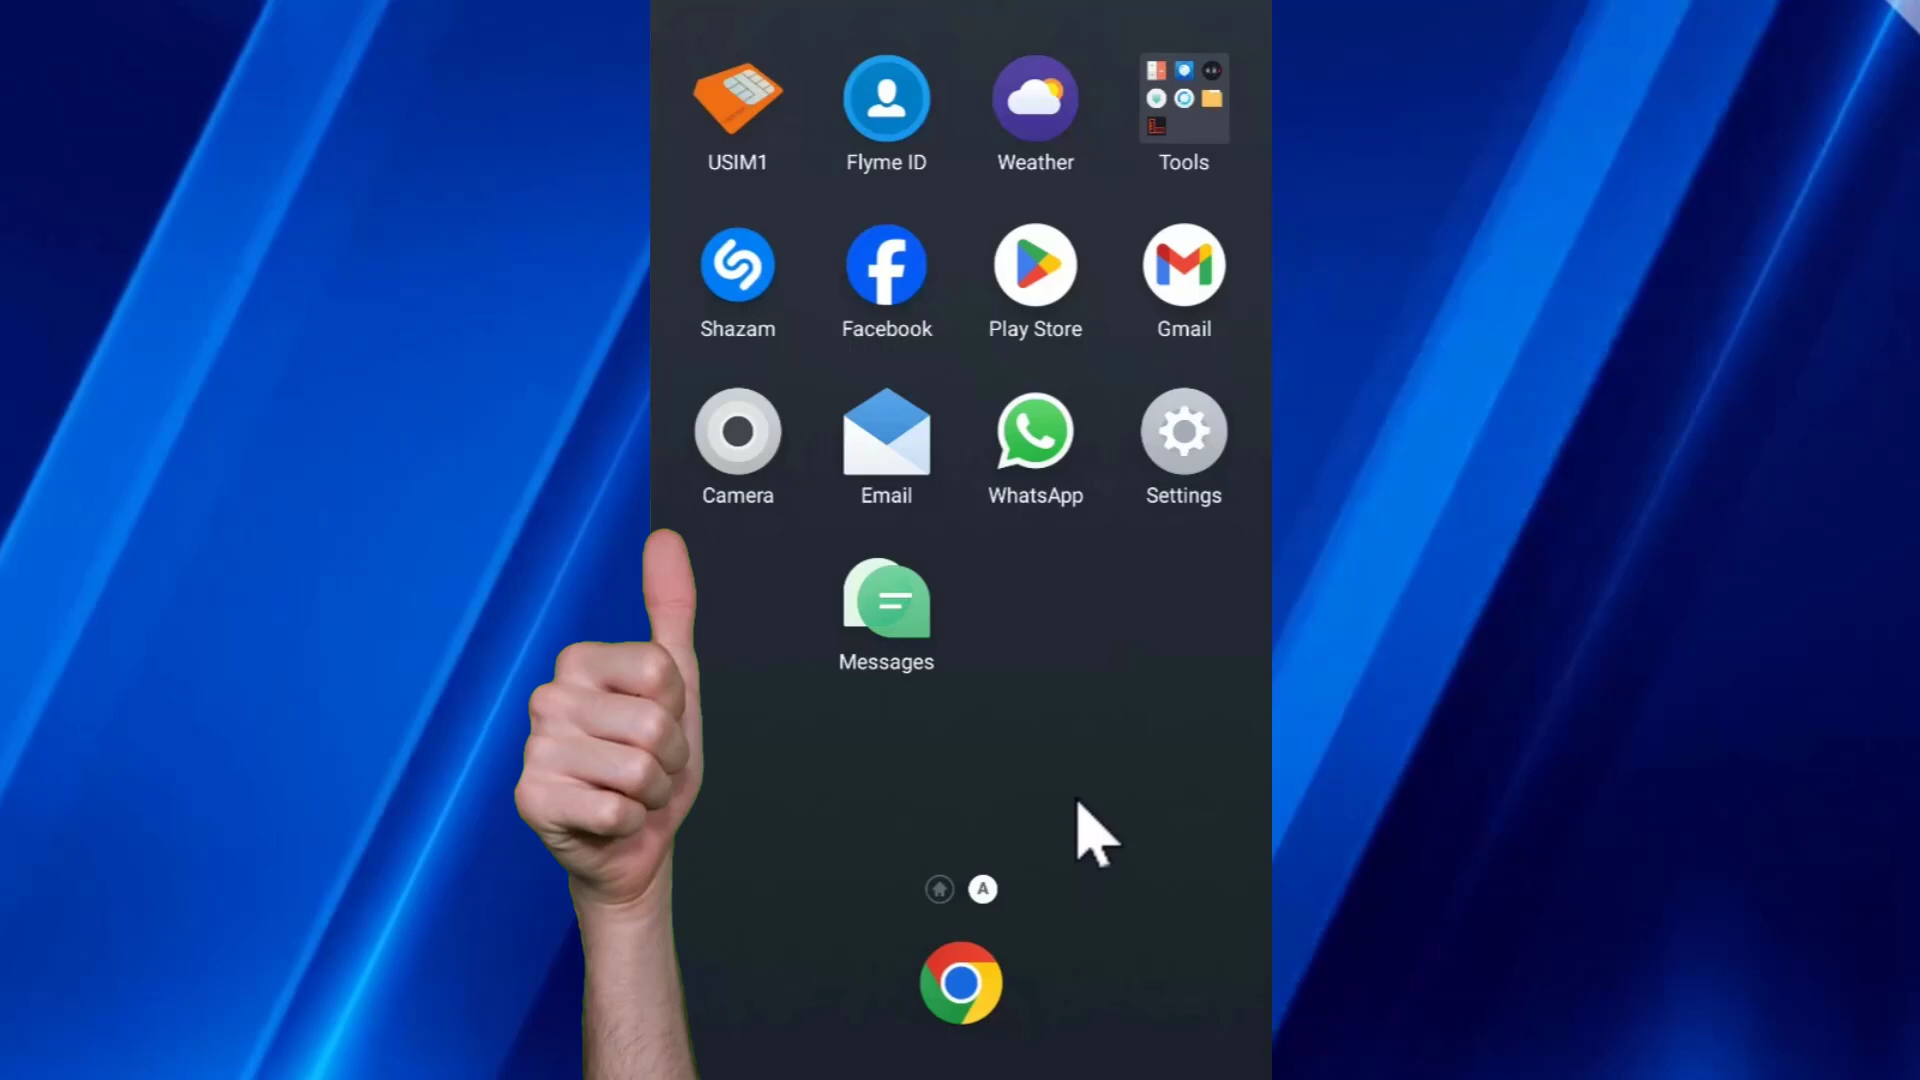 USIM1 Flyme ID Weather Tools
Shazam Facebook Play Store Gmail
Camera Email WhatsApp Settings
Messages
A